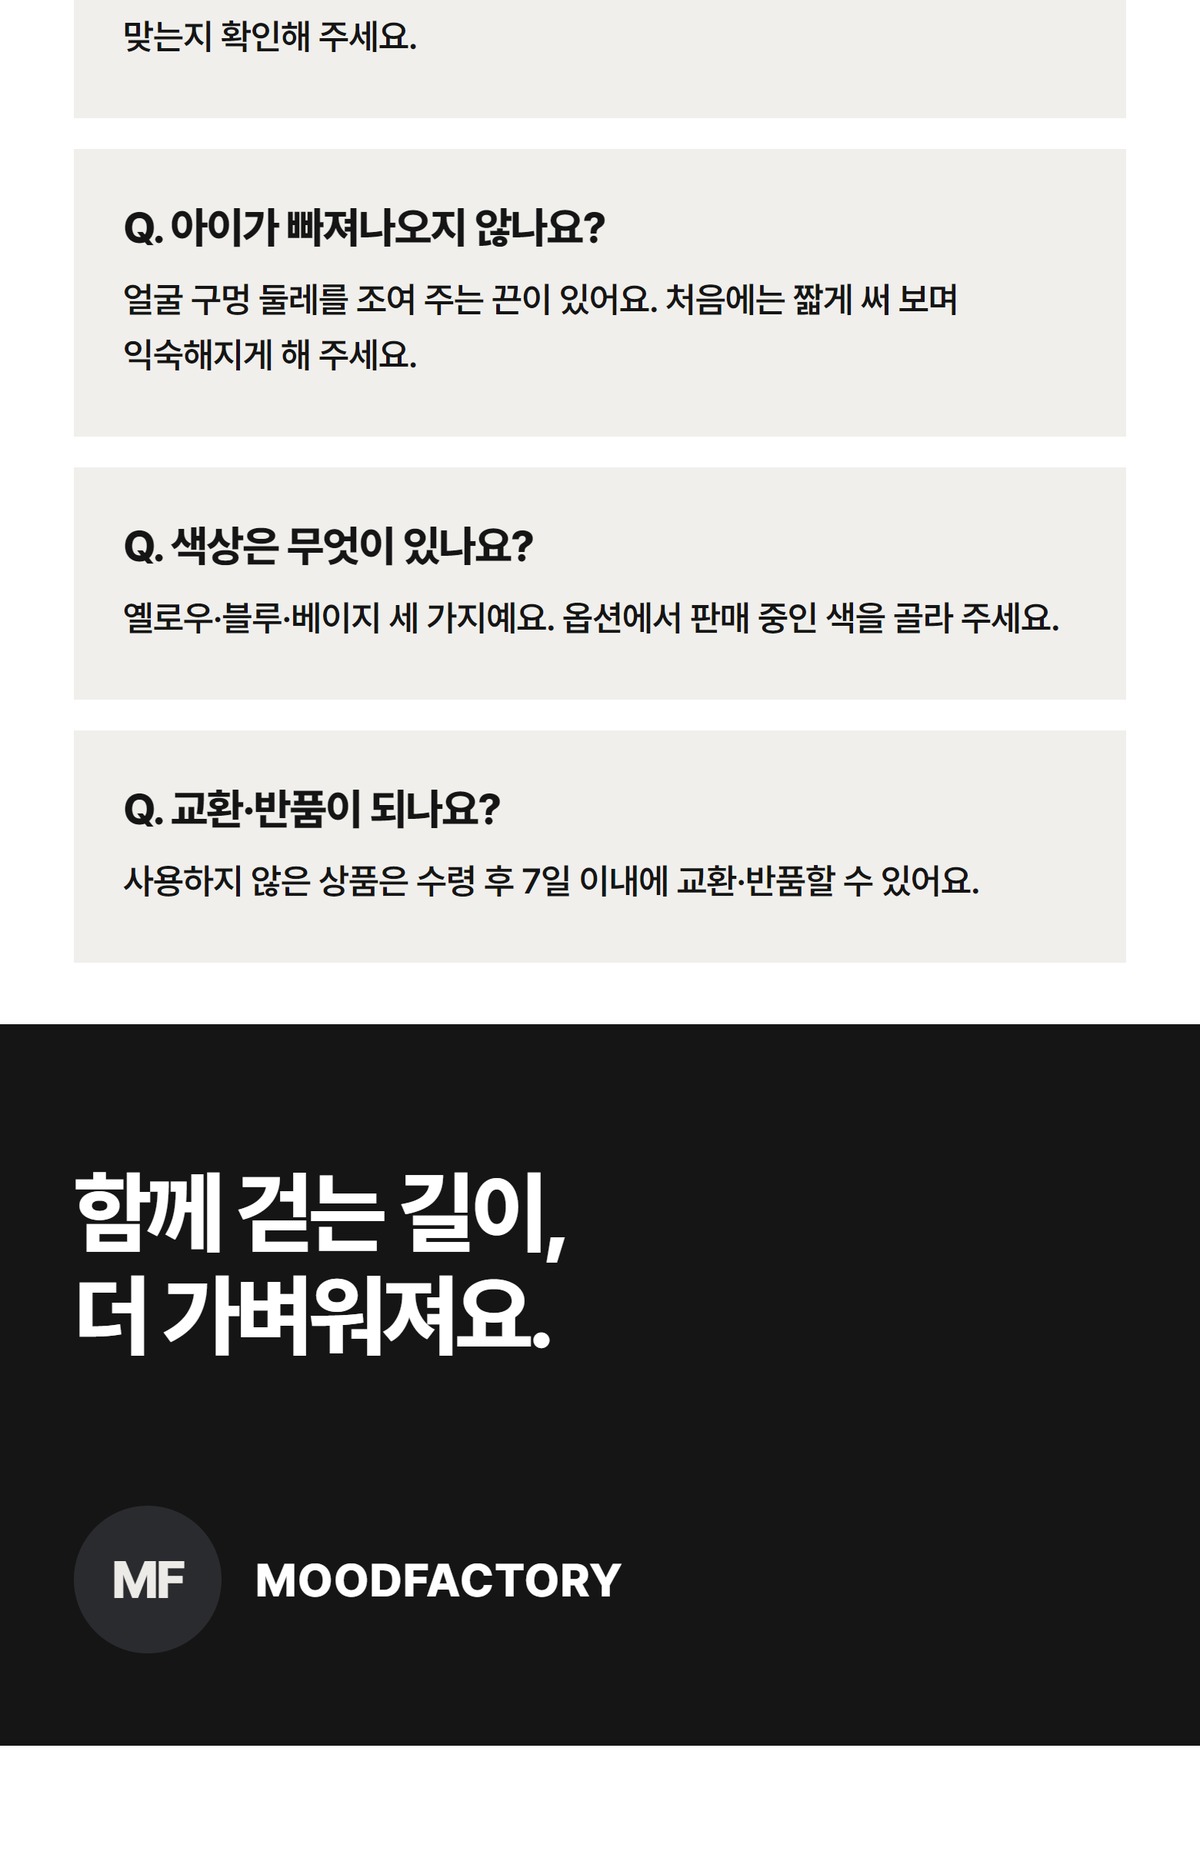 맞는지 확인해 주세요.
Q. 아이가 빠져나오지 않나요?
얼굴 구멍 둘레를 조여 주는 끈이 있어요. 처음에는 짧게 써 보며
익숙해지게 해 주세요.
Q. 색상은 무엇이 있나요?
옐로우·블루·베이지 세 가지예요. 옵션에서 판매 중인 색을 골라 주세요.
Q. 교환·반품이 되나요?
사용하지 않은 상품은 수령 후 7일 이내에 교환·반품할 수 있어요.
함께 걷는 길이,
더 가벼워져요.
MF
MOODFACTORY